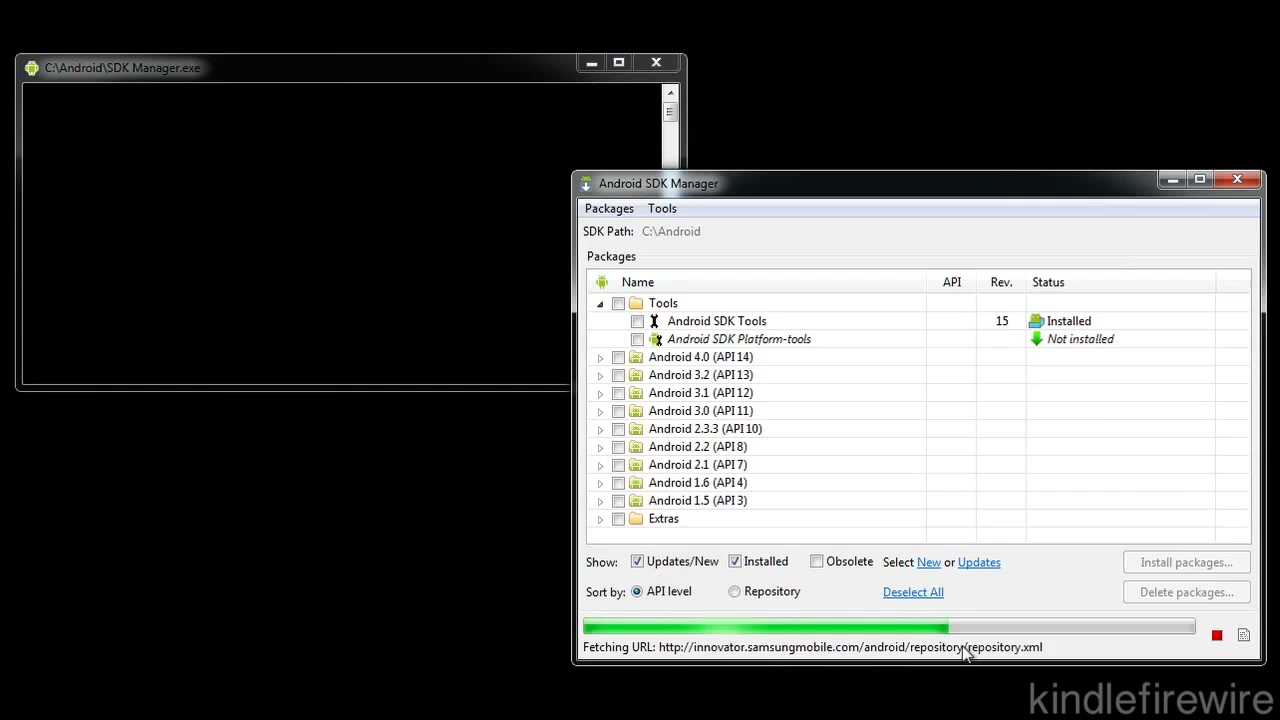 C:\Android\SDK Manager.exe
Android SDK Manager
Packages Tools
SDK Path: C:\Android
Packages
Name API Rev. Status
Tools
Android SDK Tools 15 Installed
Android SDK Platform-tools Not installed
Android 4.0 (API 14)
Android 3.2 (API 13)
Android 3.1 (API 12)
Android 3.0 (API 11)
Android 2.3.3 (API 10)
Android 2.2 (API 8)
Android 2.1 (API 7)
Android 1.6 (API 4)
Android 1.5 (API 3)
Extras
Show: Updates/New Installed Obsolete Select New or Updates Install packages...
Sort by: API level Repository Deselect All Delete packages...
Fetching URL: http://innovator.samsungmobile.com/android/repository/repository.xml
kindlefirewire